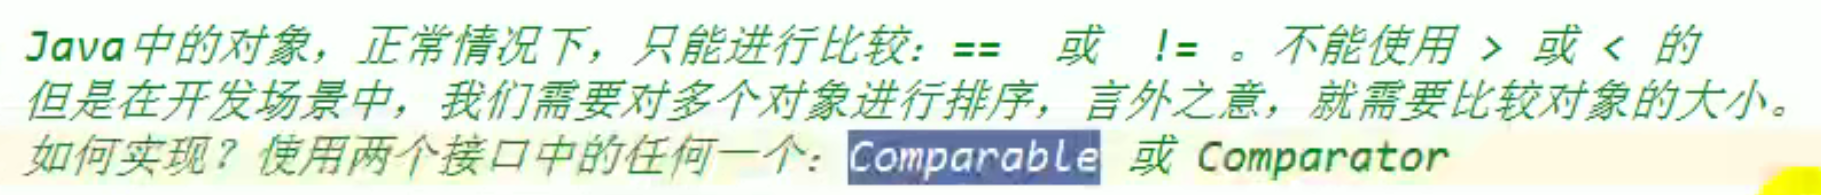 Java中的对象，正常情况下，只能进行比较：==  或  != 。不能使用 > 或 < 的
但是在开发场景中，我们需要对多个对象进行排序，言外之意，就需要比较对象的大小。
如何实现？使用两个接口中的任何一个：Comparable 或 Comparator